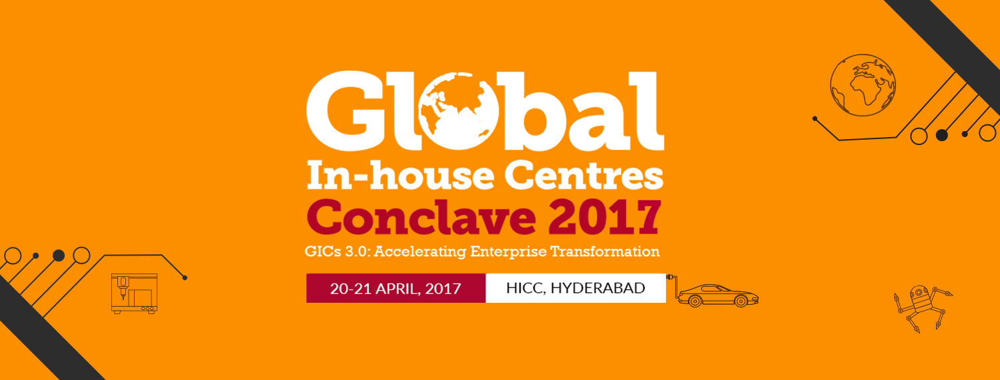 Global
In-house Centres
Conclave 2017
GICs 3.0: Accelerating Enterprise Transformation
20-21 APRIL, 2017 HICC, HYDERABAD